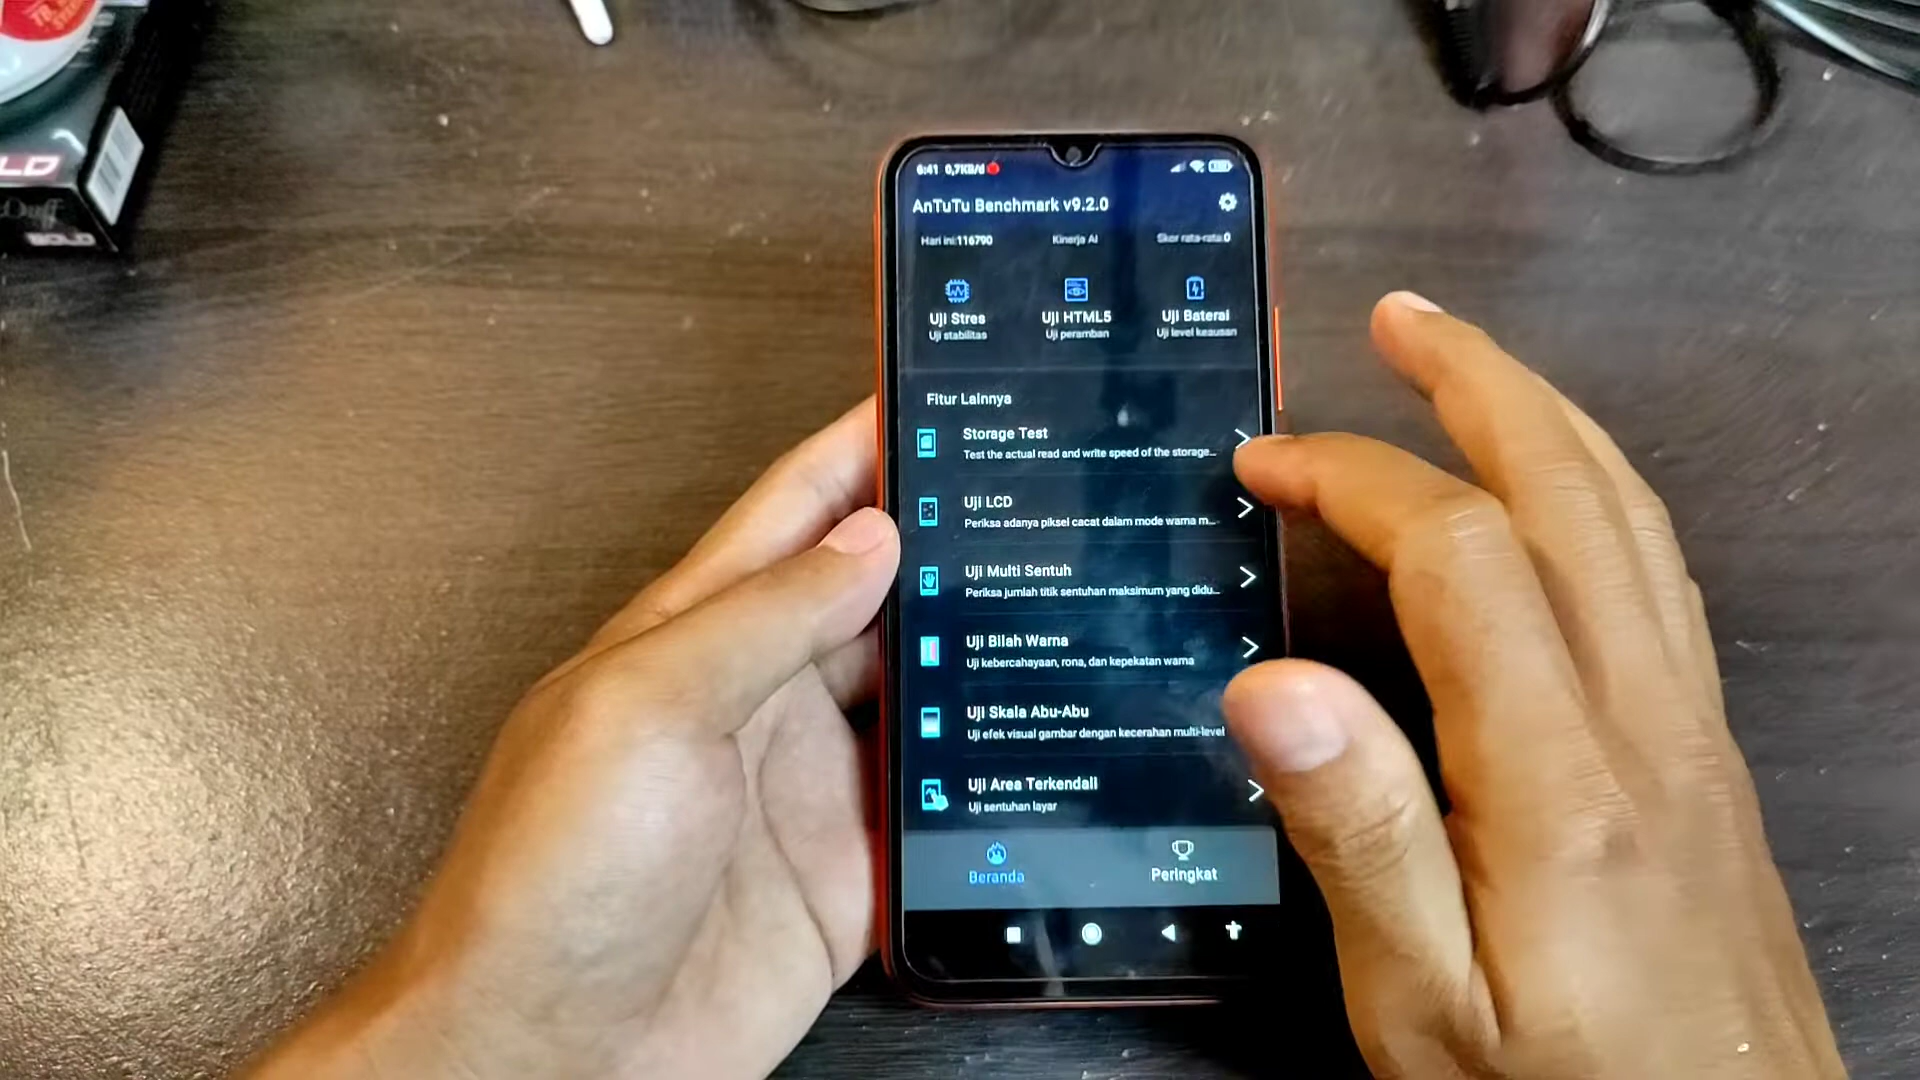 LD
Duff
BOLD
6:41 0,7KB/d
AnTuTu Benchmark v9.2.0
Hari ini:116790 Kinerja AI Skor rata-rata:0
Uji Stres Uji HTML5 Uji Baterai
Uji stabilitas Uji peramban Uji level keausan
Fitur Lainnya
Storage Test
Test the actual read and write speed of the storage...
Uji LCD
Periksa adanya piksel cacat dalam mode warna m...
Uji Multi Sentuh
Periksa jumlah titik sentuhan maksimum yang didu...
Uji Bilah Warna
Uji kebercahayaan, rona, dan kepekatan warna
Uji Skala Abu-Abu
Uji efek visual gambar dengan kecerahan multi-level
Uji Area Terkendali
Uji sentuhan layar
Beranda Peringkat